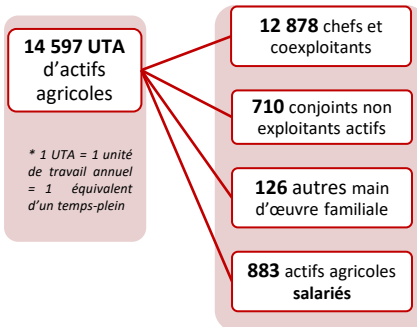 14 597 UTA
d'actifs
agricoles
* 1 UTA = 1 unité
de travail annuel
= 1 équivalent
d'un temps-plein
12 878 chefs et
coexploitants
710 conjoints non
exploitants actifs
126 autres main
d'œuvre familiale
883 actifs agricoles
salariés